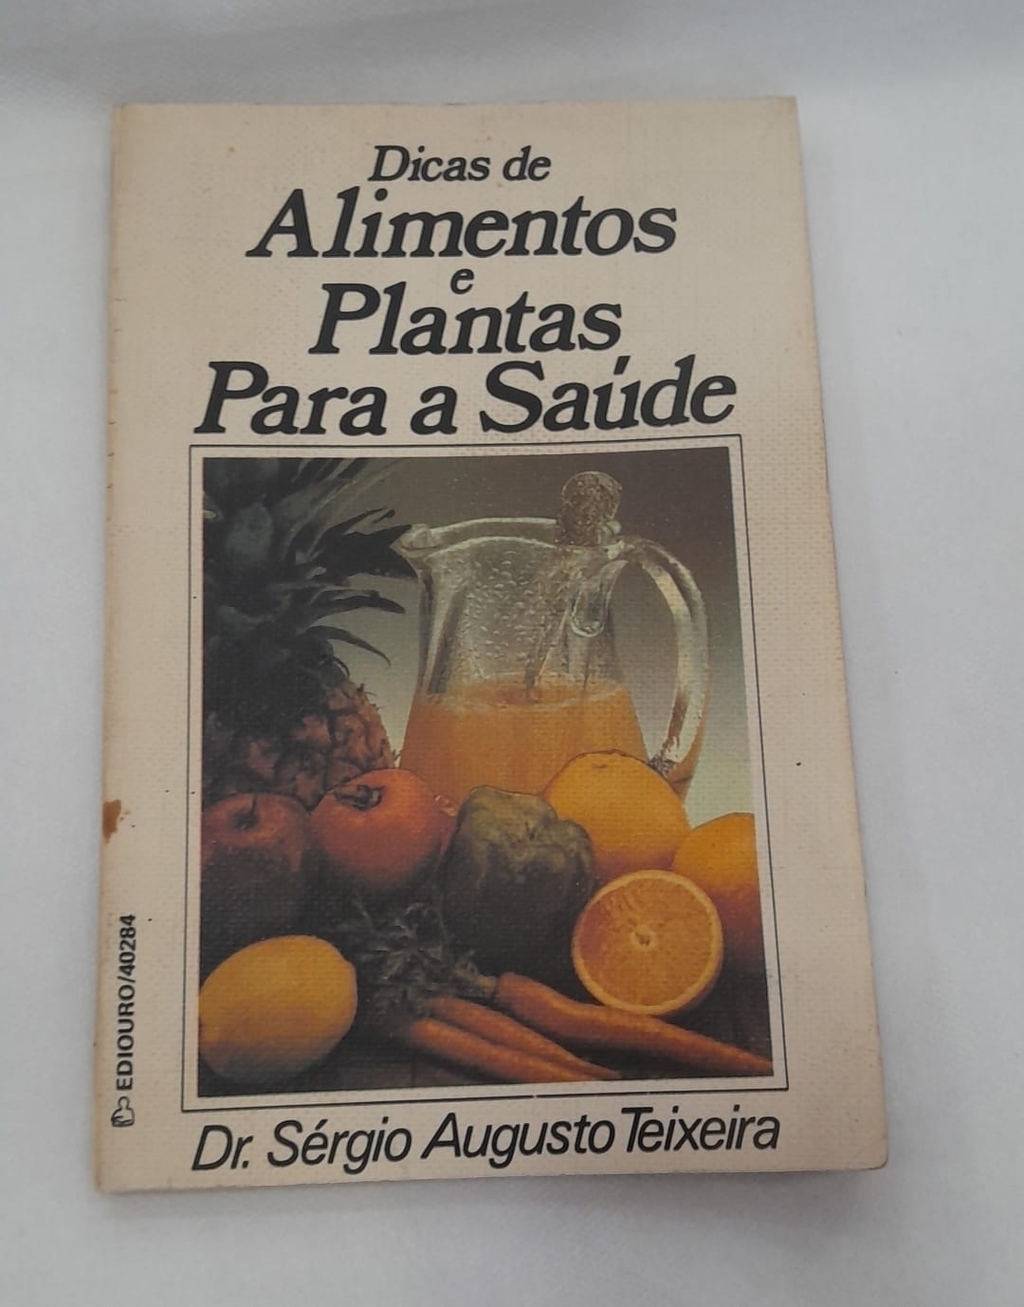 Dicas de
Alimentos
e
Plantas
Para a Saúde
EDIOURO/40284
Dr. Sérgio Augusto Teixeira